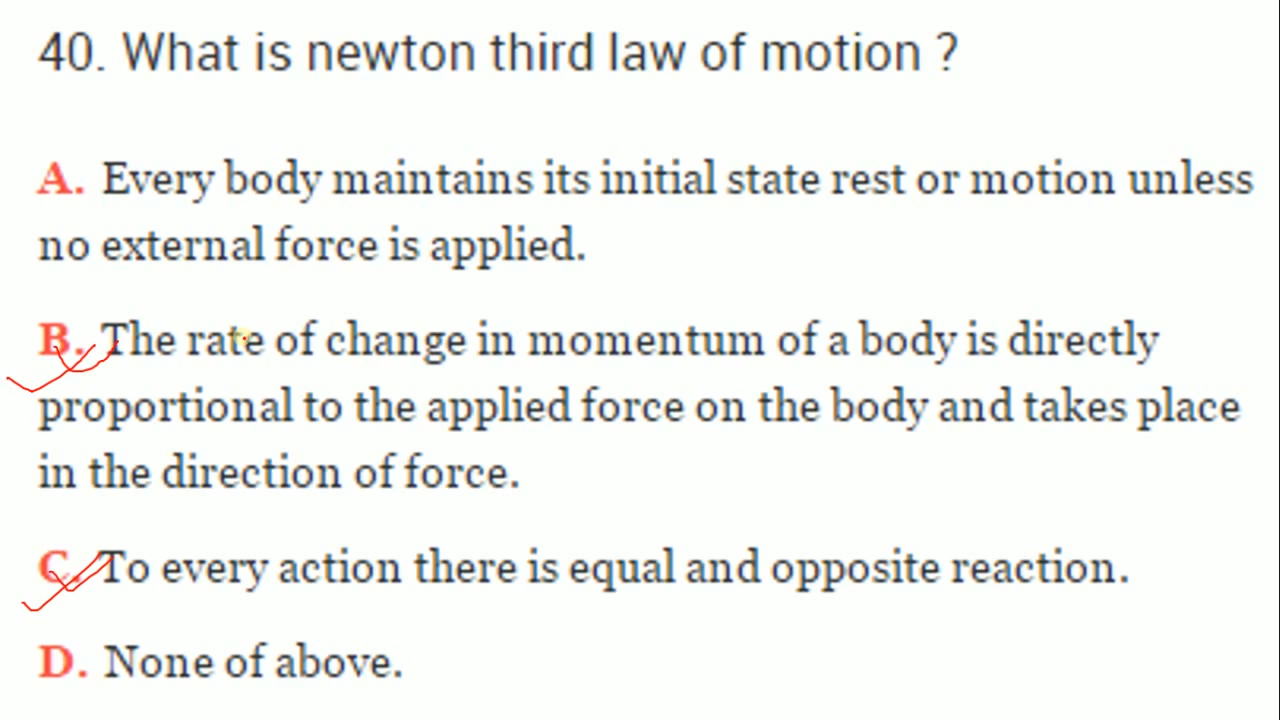 40. What is newton third law of motion ?
A. Every body maintains its initial state rest or motion unless
no external force is applied.
B. The rate of change in momentum of a body is directly
proportional to the applied force on the body and takes place
in the direction of force.
C. To every action there is equal and opposite reaction.
D. None of above.